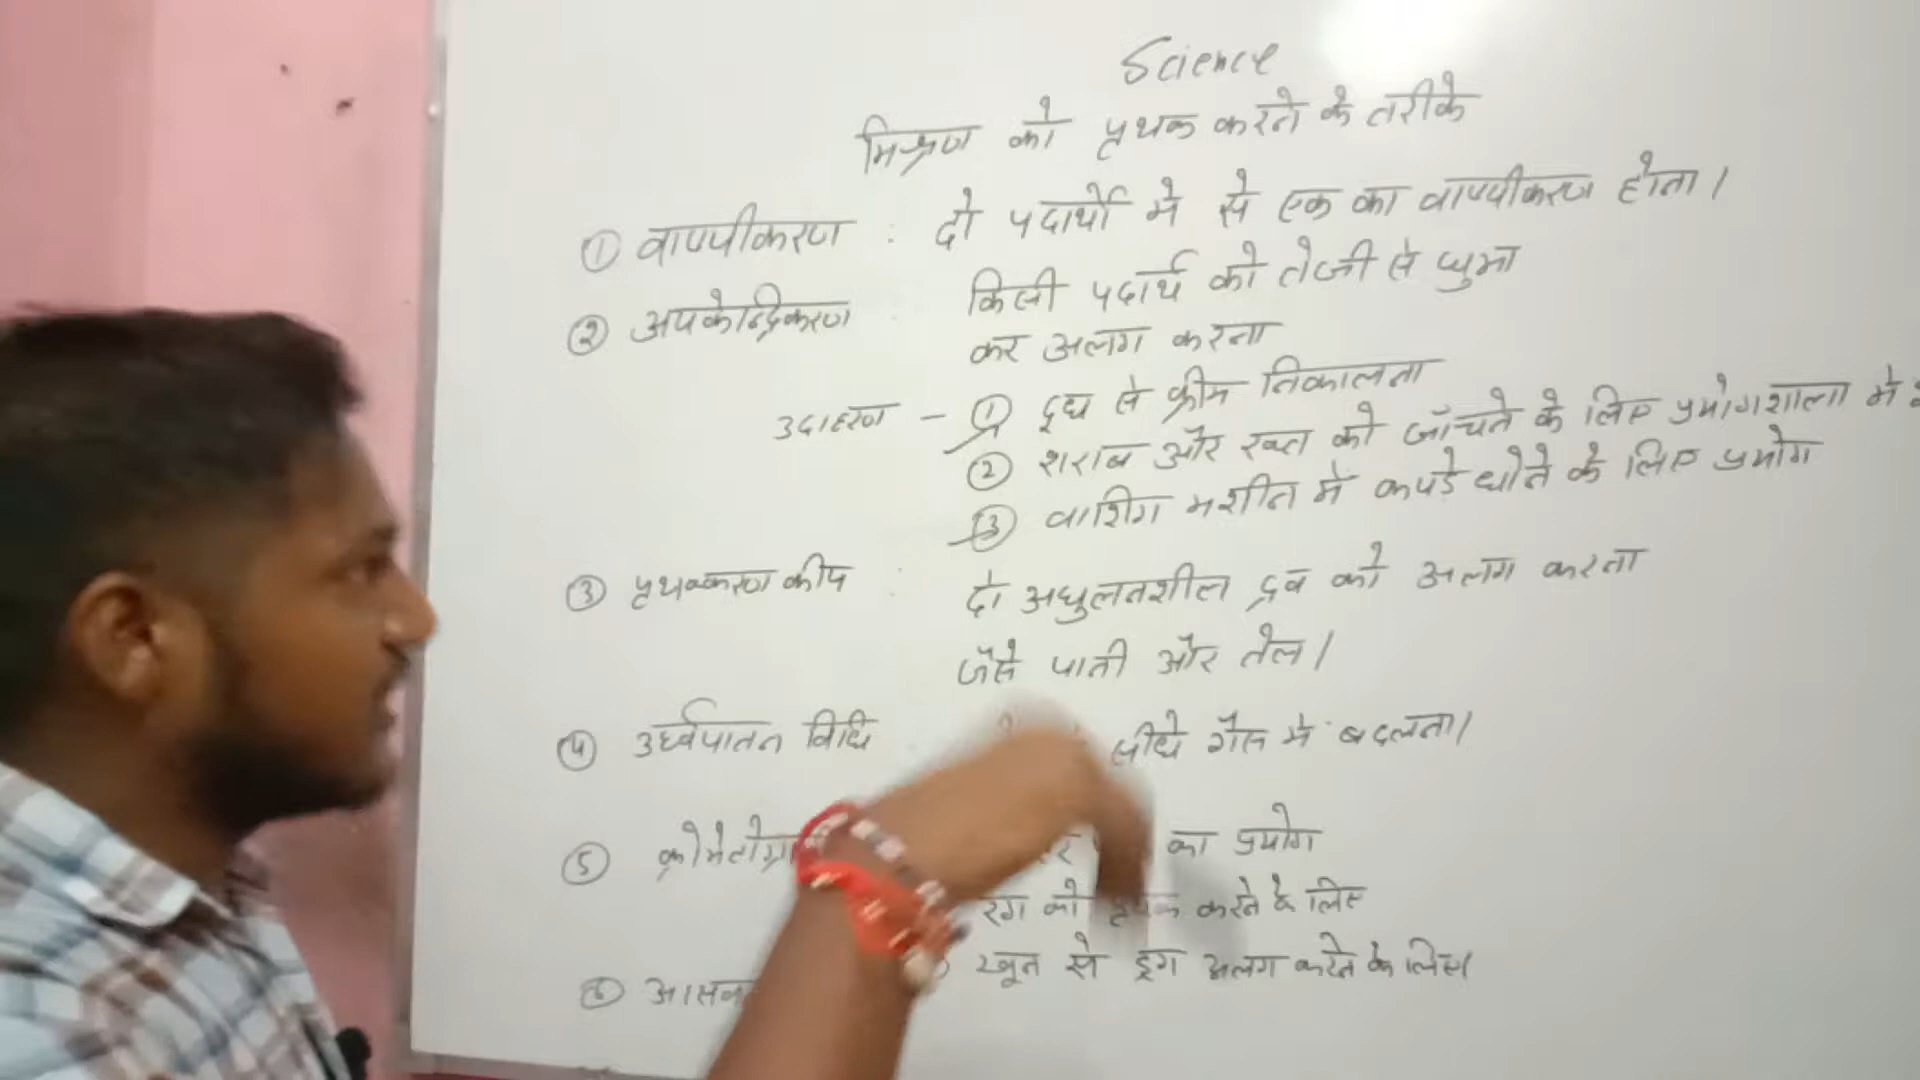 Science
मिश्रण को पृथक करने के तरीके
① वाष्पीकरण : दो पदार्थो मे से एक का वाष्पीकरण होता।
② अपकेन्द्रिकरण किसी पदार्थ को तेजी से घुमा
कर अलग करना
उदाहरण - ① दूध से क्रीम निकालना
② शराब और रक्त को जाँचने के लिए प्रयोगशाला मे
③ वाशिंग मशीन में कपडे धोने के लिए प्रयोग
③ पृथक्करण कीप : दो अघुलनशील द्रव को अलग करना
जैसे पानी और तेल।
④ उर्ध्वपातन विधि सीधे गैस मे बदलना।
⑤ का प्रयोग
रंग को पृथक करने के लिए
खून से ड्रग अलग करने के लिए।
⑥